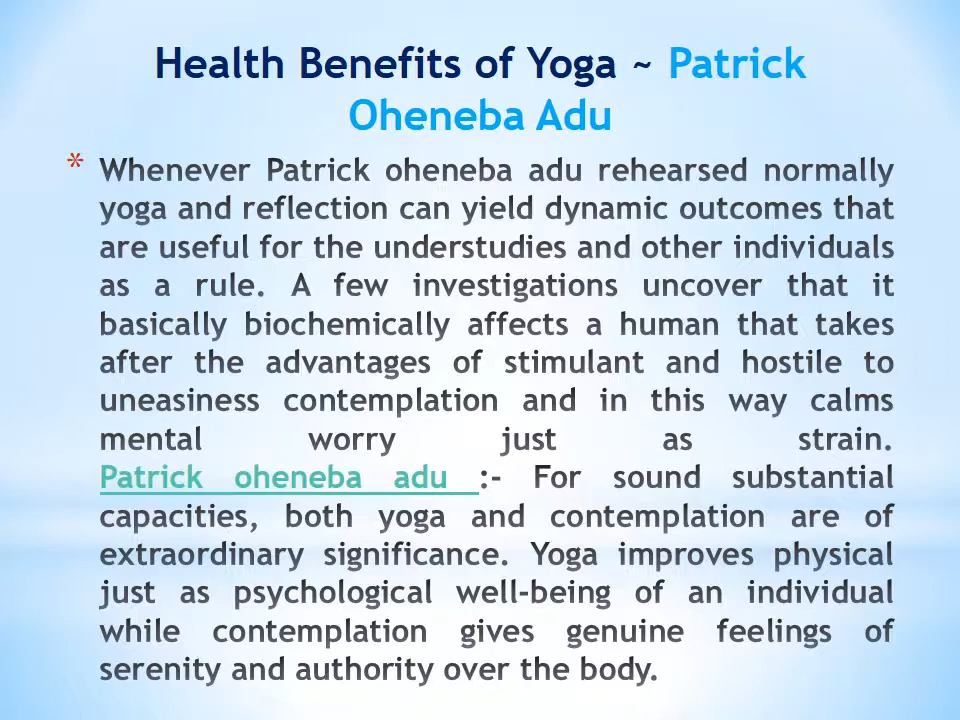 Health Benefits of Yoga ~ Patrick
Oheneba Adu
* Whenever Patrick oheneba adu rehearsed normally
yoga and reflection can yield dynamic outcomes that
are useful for the understudies and other individuals
as a rule. A few investigations uncover that it
basically biochemically affects a human that takes
after the advantages of stimulant and hostile to
uneasiness contemplation and in this way calms
mental worry just as strain.
Patrick oheneba adu :- For sound substantial
capacities, both yoga and contemplation are of
extraordinary significance. Yoga improves physical
just as psychological well-being of an individual
while contemplation gives genuine feelings of
serenity and authority over the body.